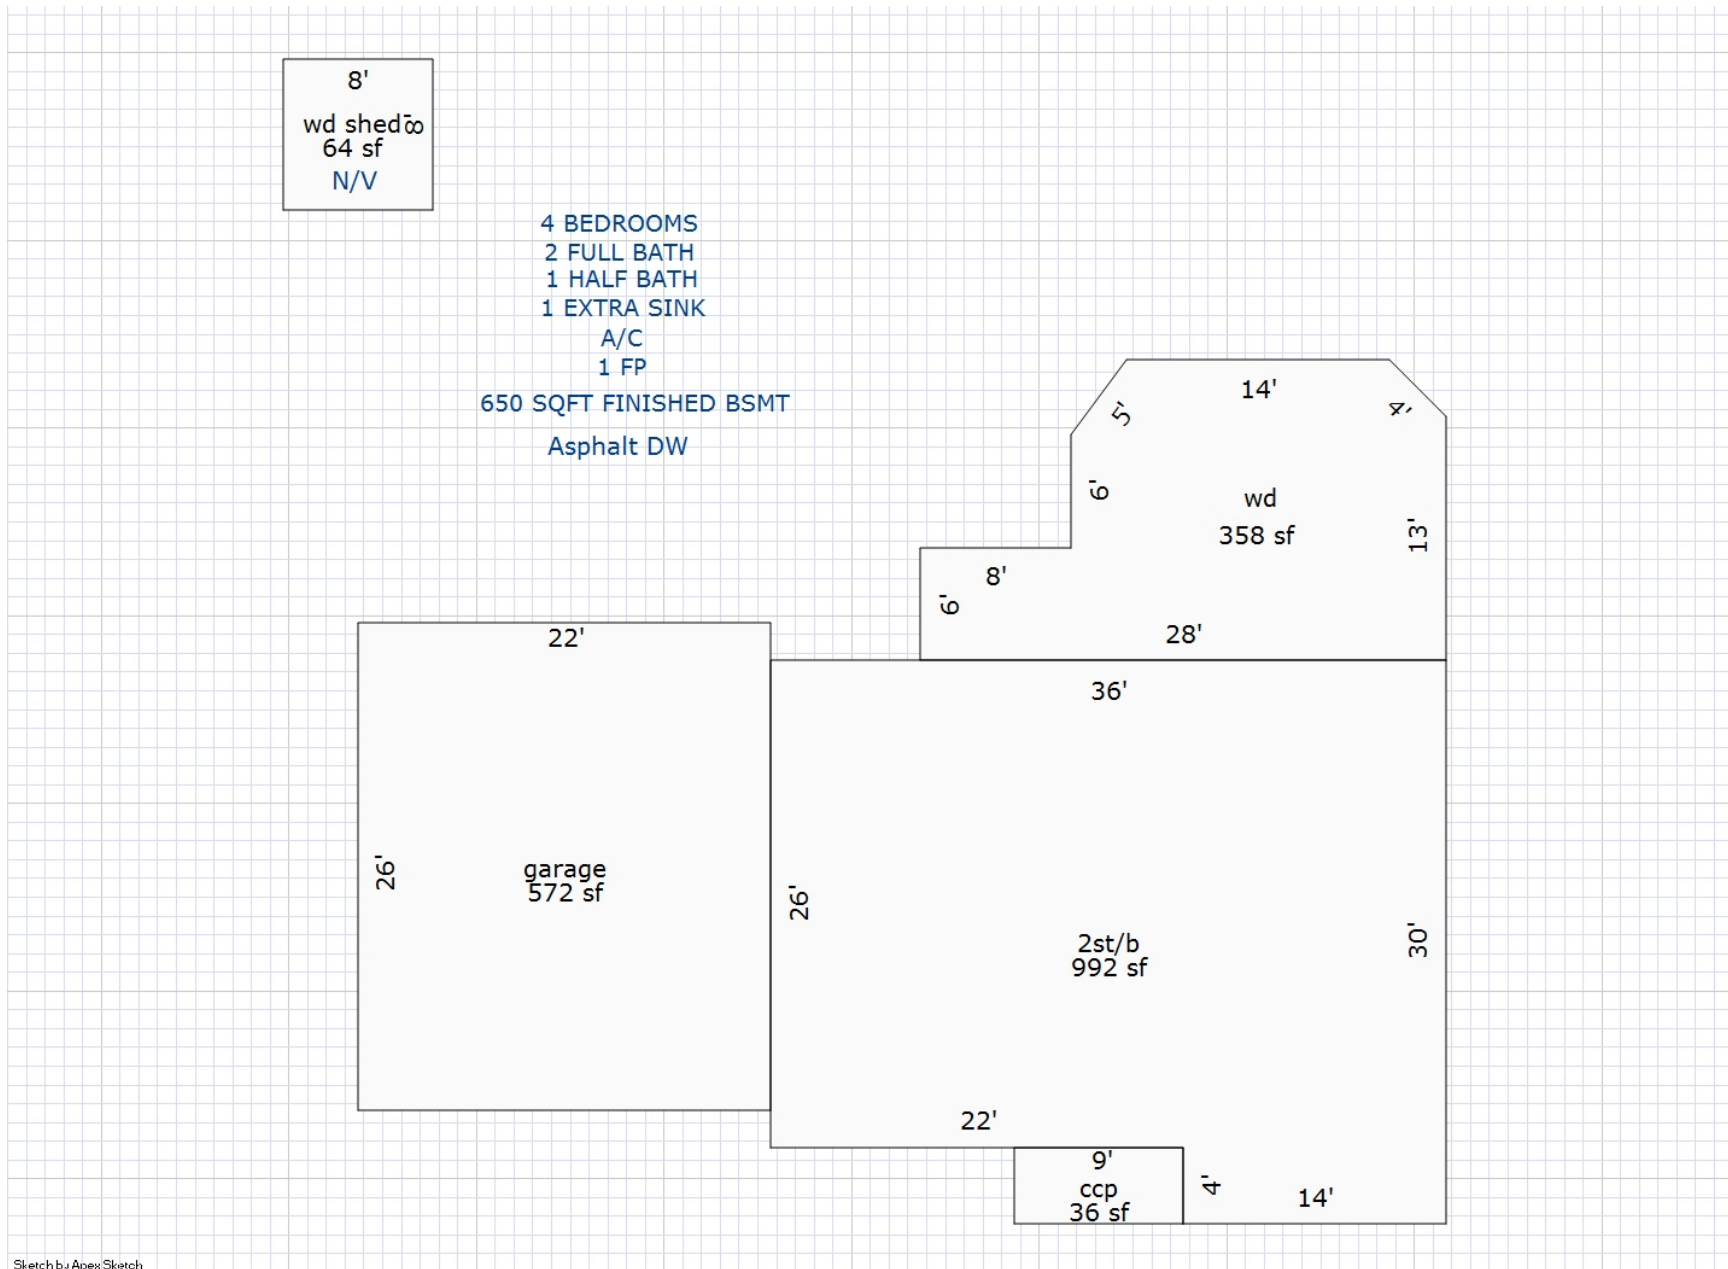 8'
wd shed 8'
64 sf
N/V
4 BEDROOMS
2 FULL BATH
1 HALF BATH
1 EXTRA SINK
A/C
1 FP
650 SQFT FINISHED BSMT
Asphalt DW
14'
5'
4'
6'
wd
358 sf
13'
8'
6'
28'
22'
36'
26'
garage
572 sf
26'
2st/b
992 sf
30'
22'
9'
ccp
36 sf
4'
14'
Sketch by Apex Sketch